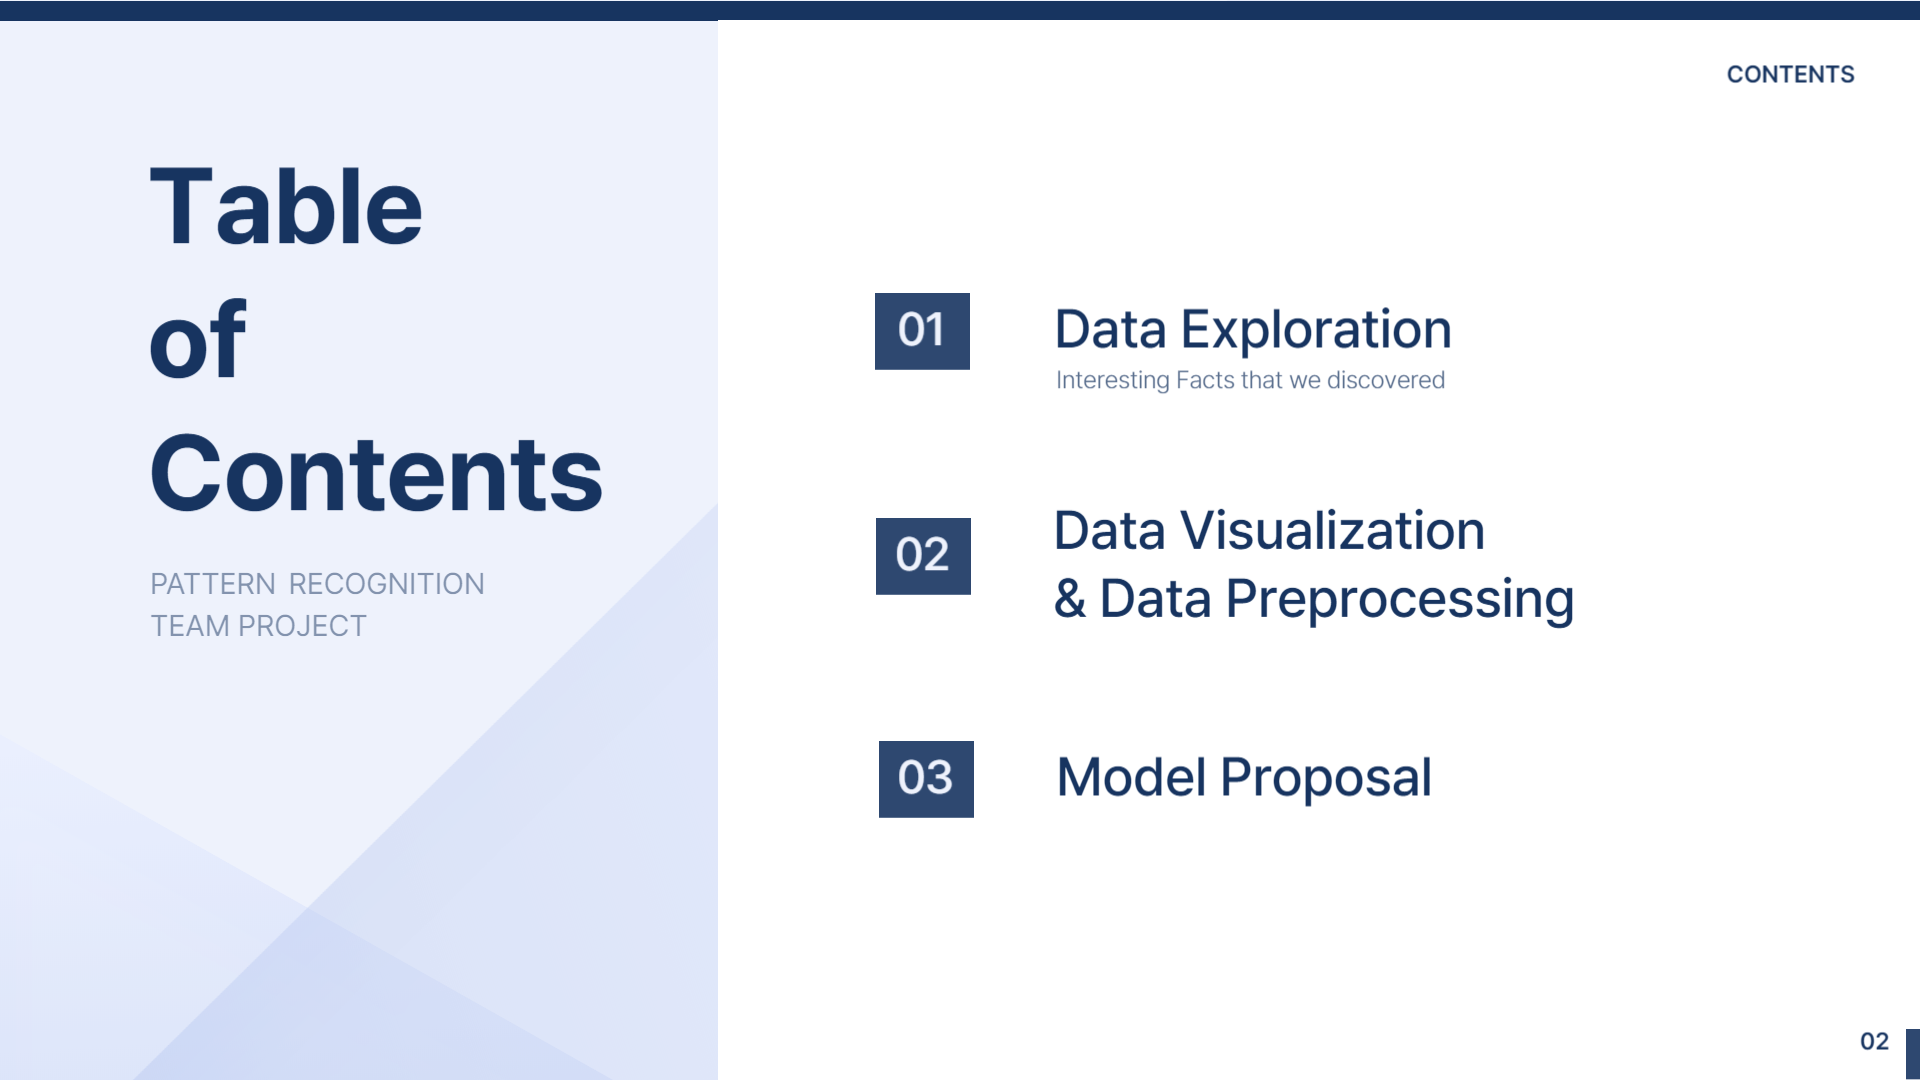 CONTENTS
Table
of
Contents
PATTERN RECOGNITION
TEAM PROJECT
01
Data Exploration
Interesting Facts that we discovered
02
Data Visualization
& Data Preprocessing
03
Model Proposal
02